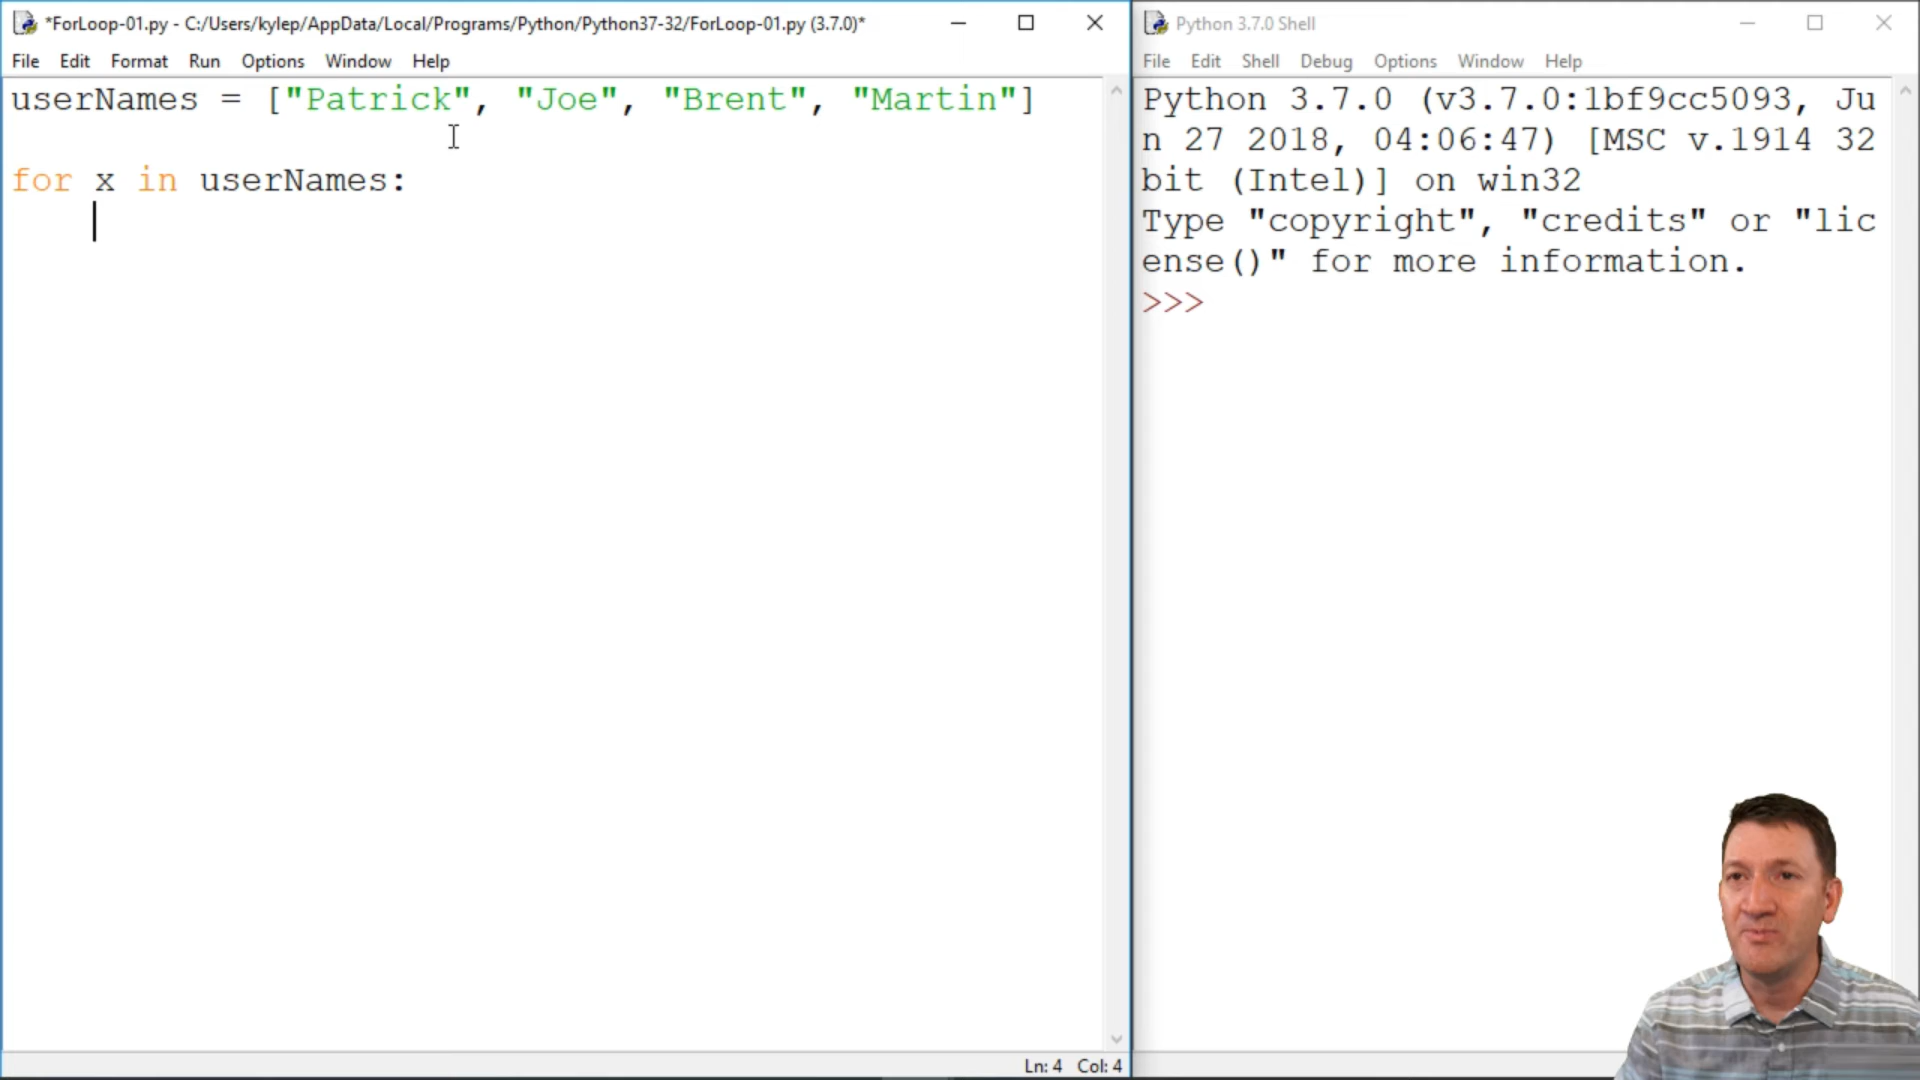 *ForLoop-01.py - C:/Users/kylep/AppData/Local/Programs/Python/Python37-32/ForLoop-01.py (3.7.0)*
File Edit Format Run Options Window Help
userNames = ["Patrick", "Joe", "Brent", "Martin"]
for x in userNames:
Ln: 4 Col: 4
Python 3.7.0 Shell
File Edit Shell Debug Options Window Help
Python 3.7.0 (v3.7.0:1bf9cc5093, Ju
n 27 2018, 04:06:47) [MSC v.1914 32
bit (Intel)] on win32
Type "copyright", "credits" or "lic
ense()" for more information.
>>>